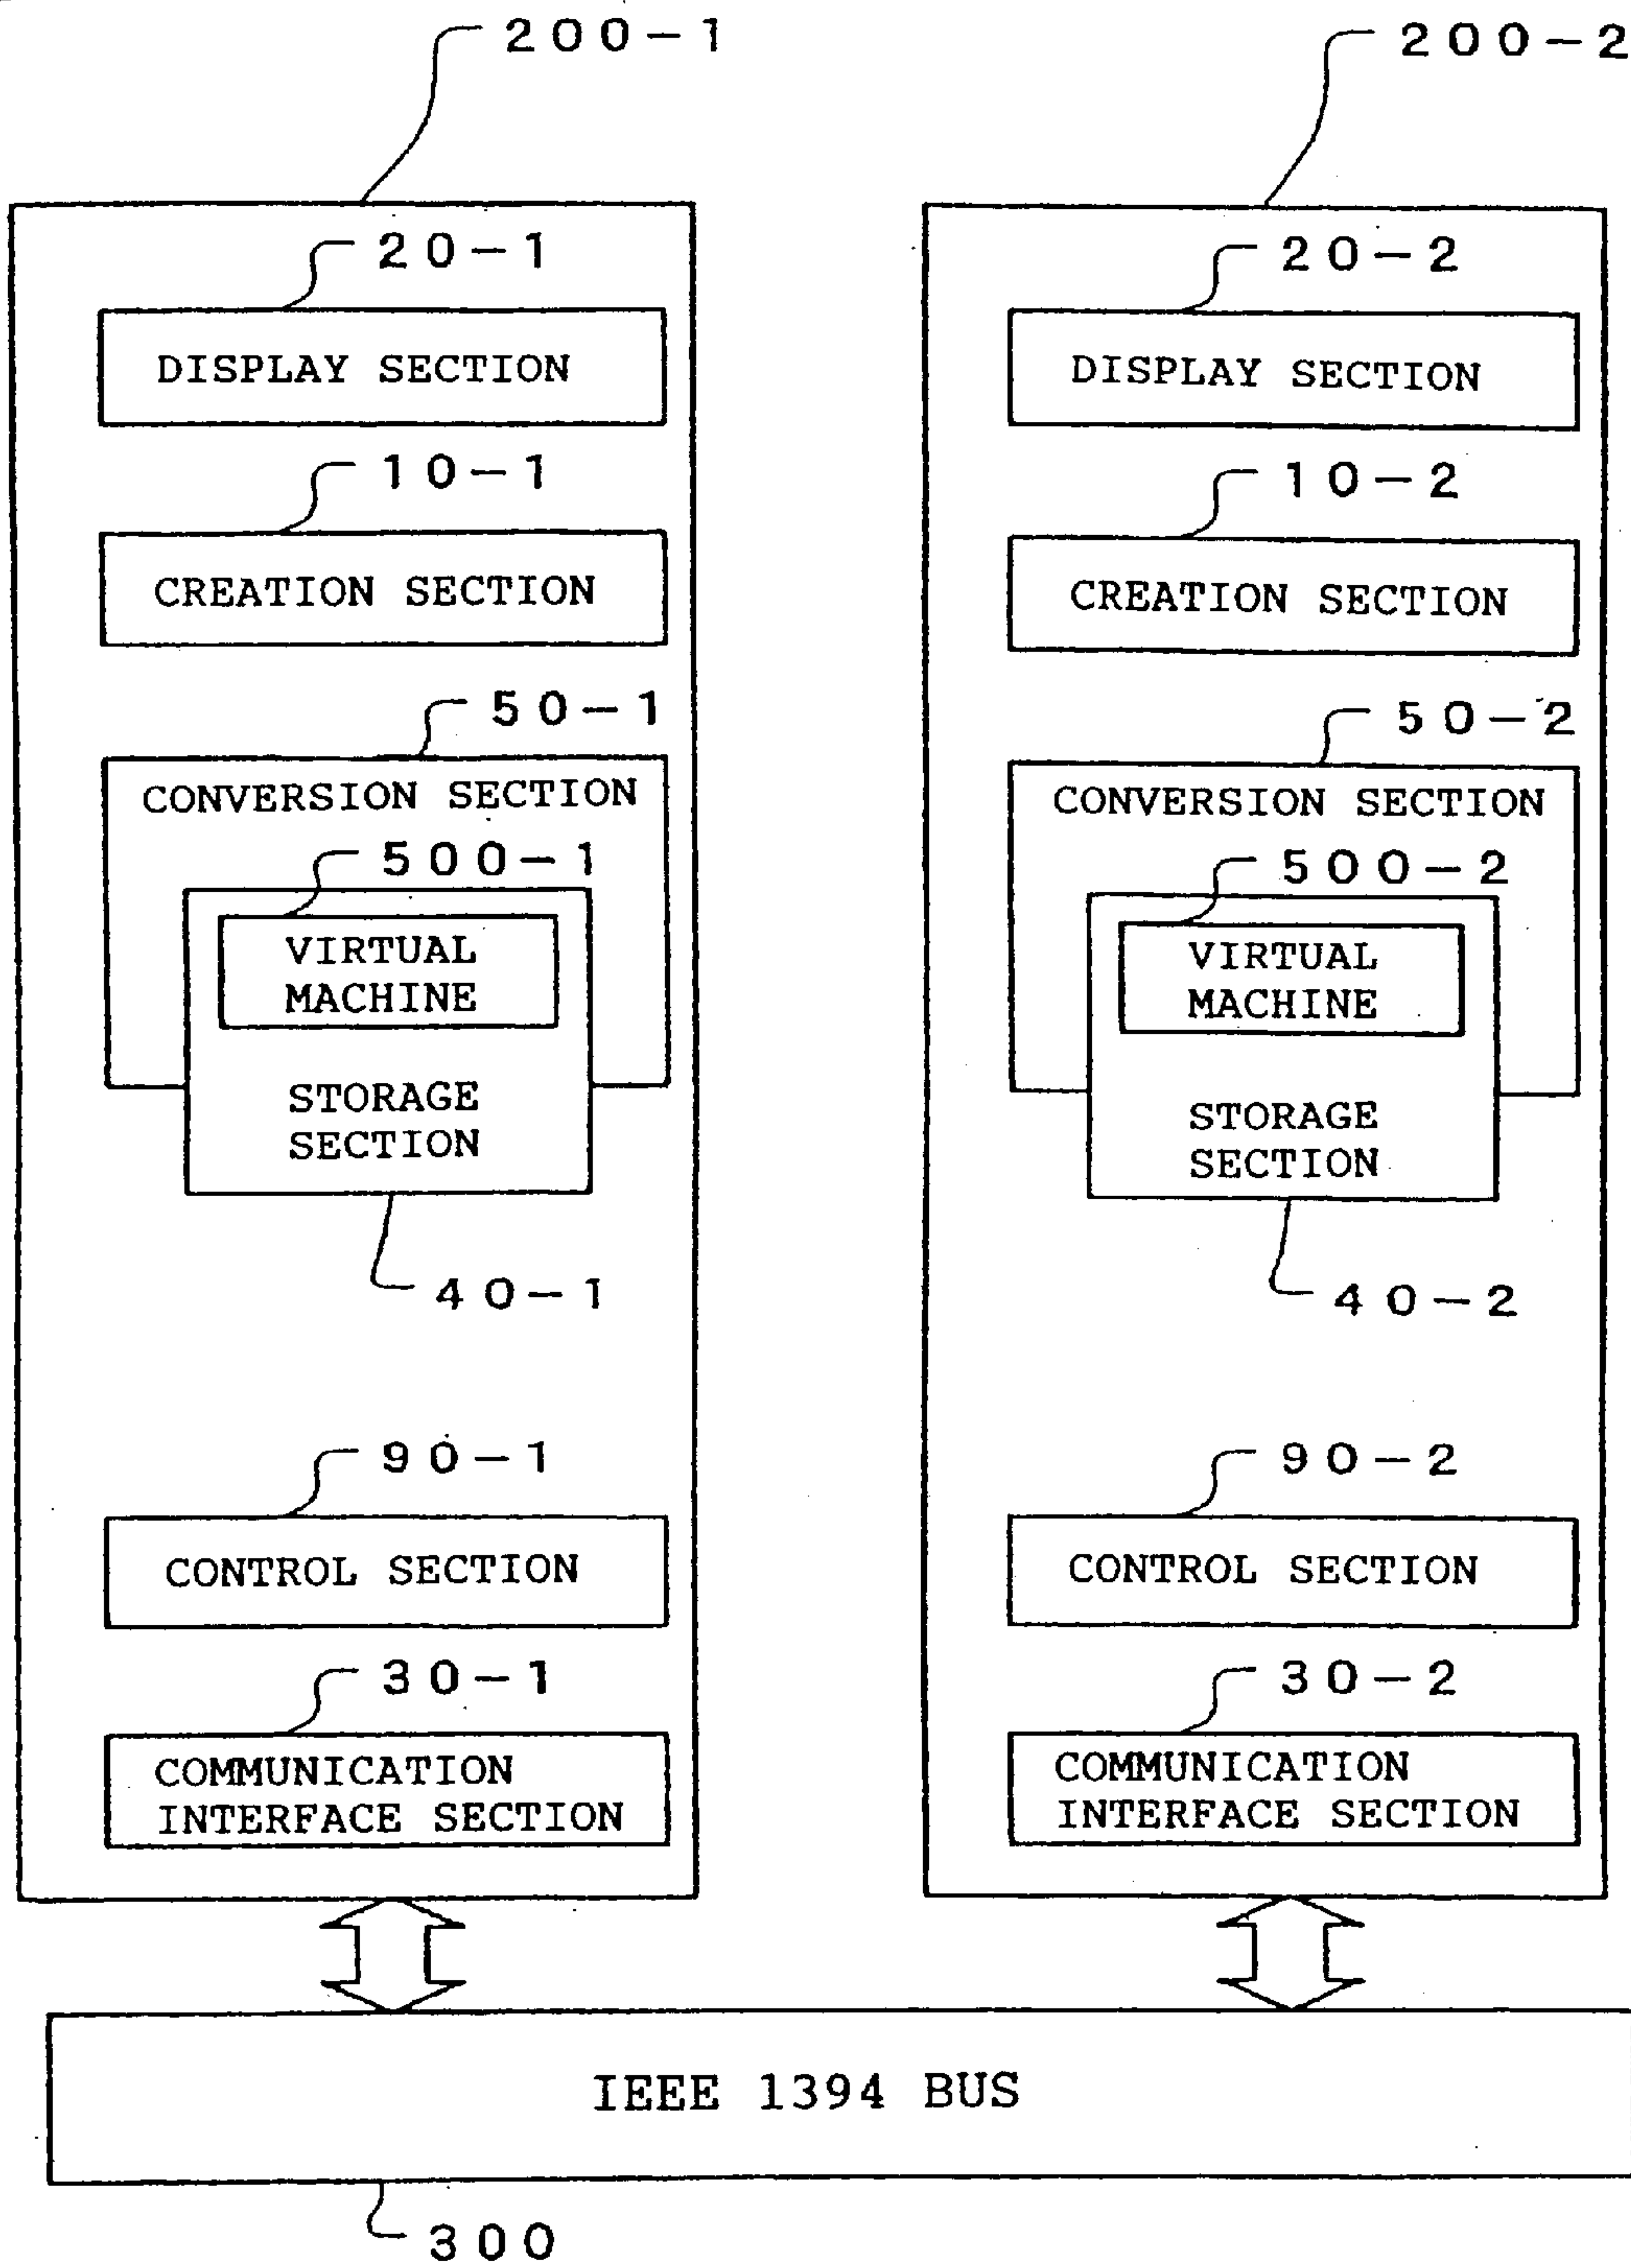 200-1
200-2
20-1
DISPLAY SECTION
10-1
CREATION SECTION
50-1
CONVERSION SECTION
500-1
VIRTUAL
MACHINE
STORAGE
SECTION
40-1
90-1
CONTROL SECTION
30-1
COMMUNICATION
INTERFACE SECTION
20-2
DISPLAY SECTION
10-2
CREATION SECTION
50-2
CONVERSION SECTION
500-2
VIRTUAL
MACHINE
STORAGE
SECTION
40-2
90-2
CONTROL SECTION
30-2
COMMUNICATION
INTERFACE SECTION
IEEE 1394 BUS
300